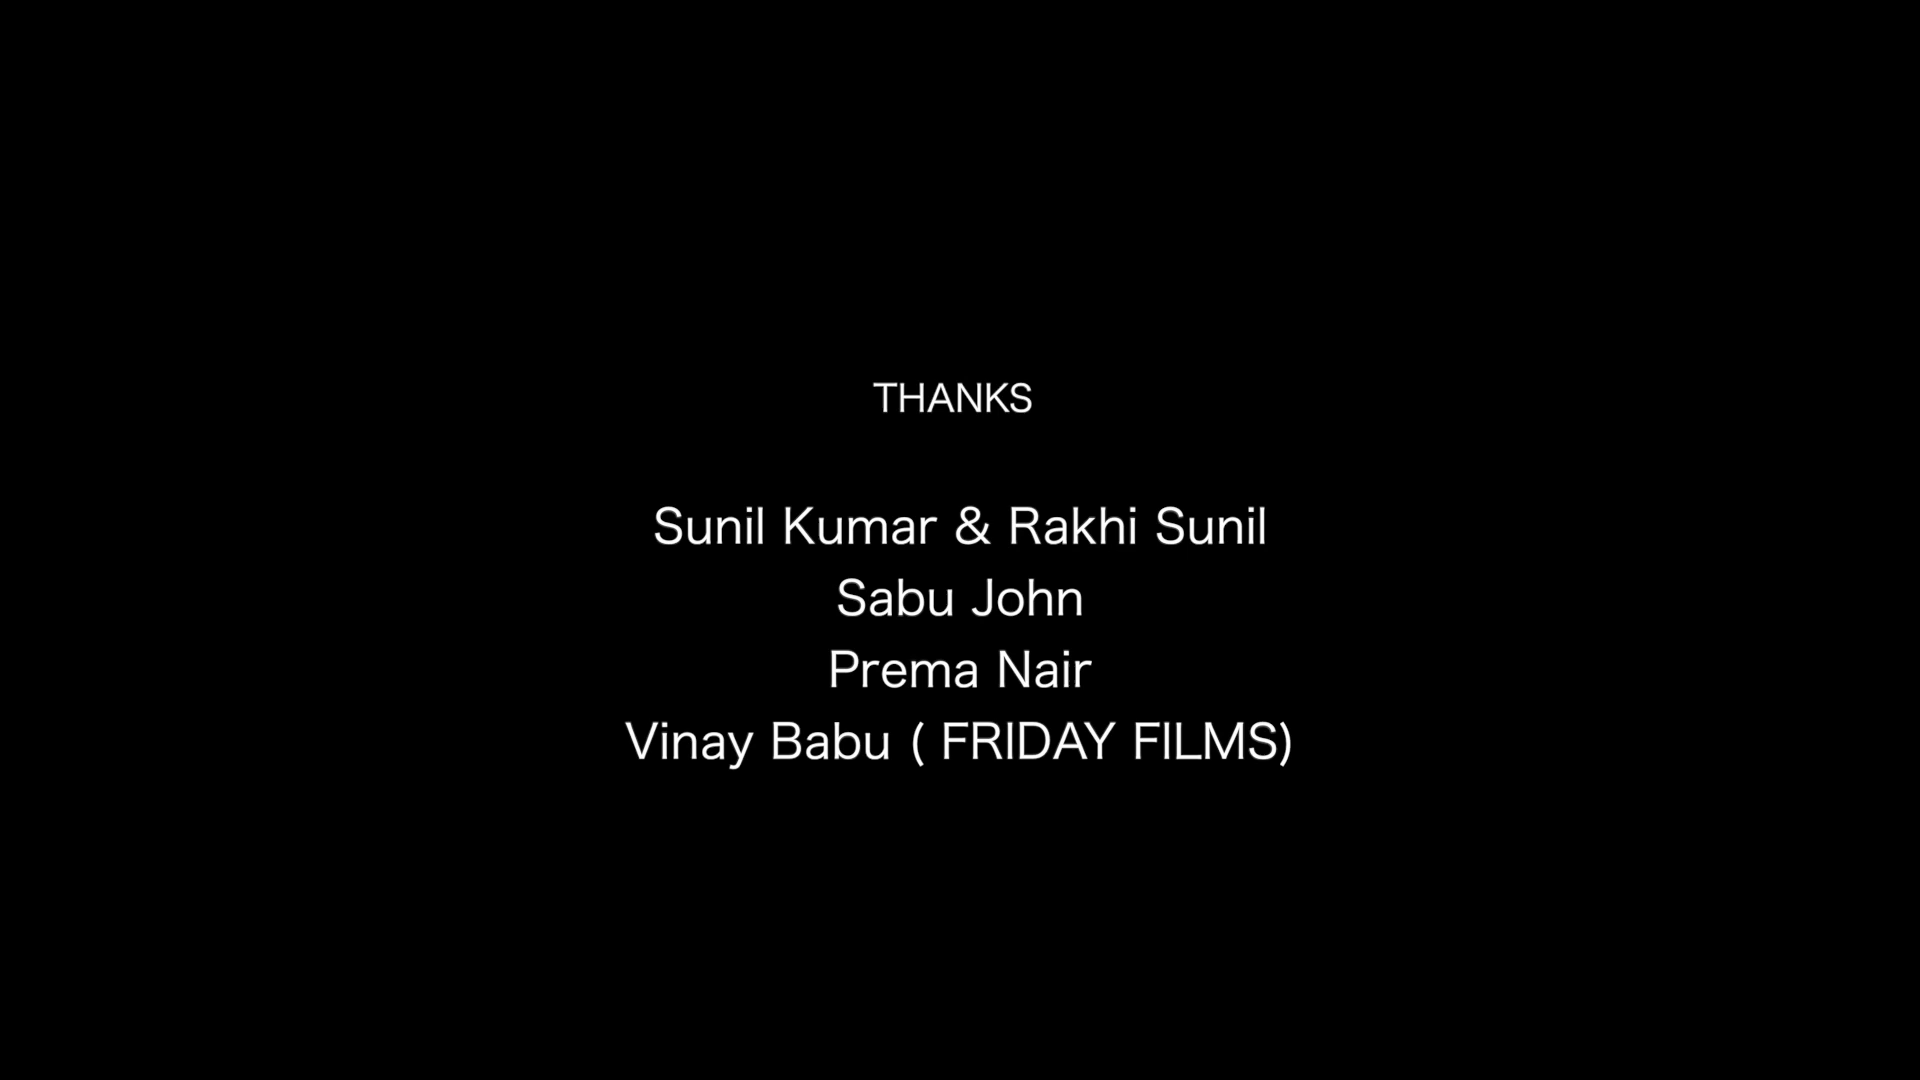 THANKS
Sunil Kumar & Rakhi Sunil
Sabu John
Prema Nair
Vinay Babu ( FRIDAY FILMS)